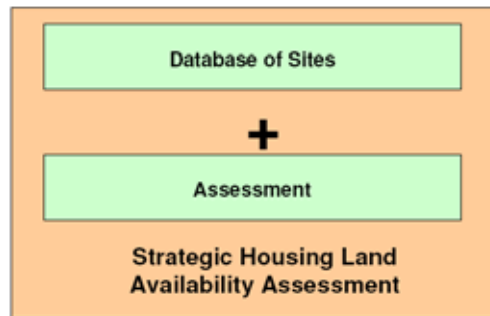 Database of Sites
+
Assessment
Strategic Housing Land
Availability Assessment